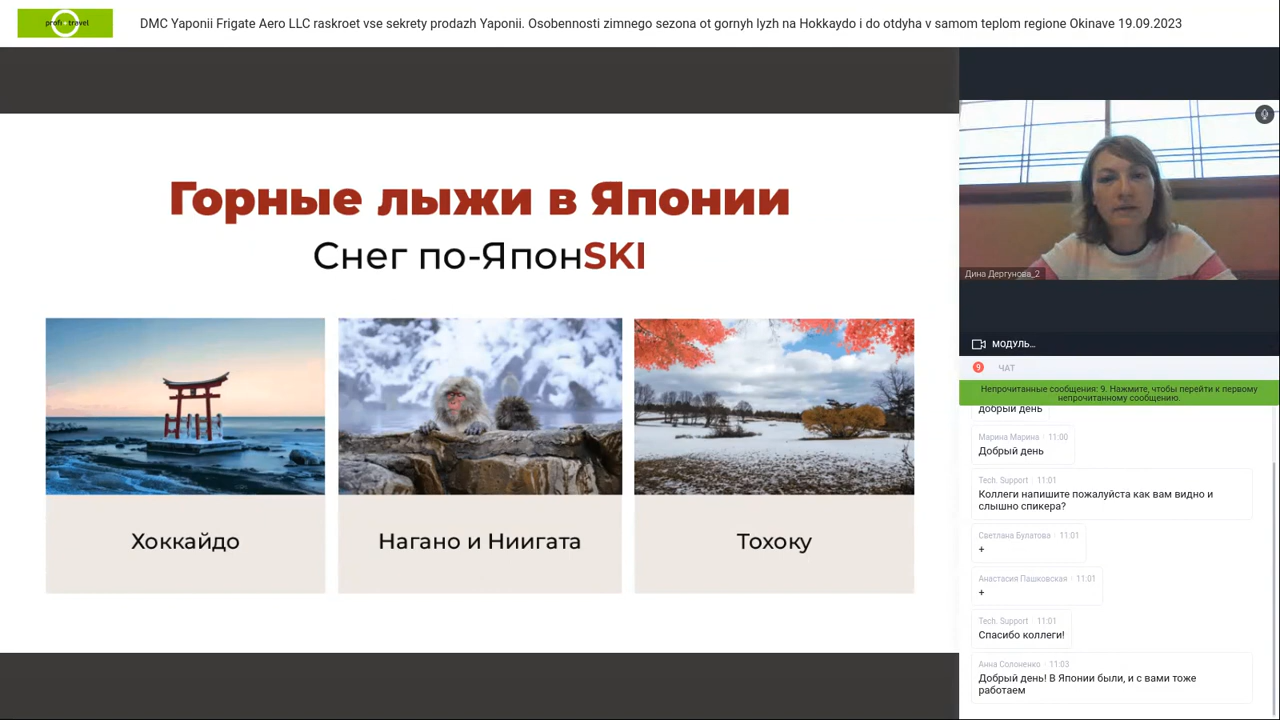 profi travel
DMC Yaponii Frigate Aero LLC raskroet vse sekrety prodazh Yaponii. Osobennosti zimnego sezona ot gornyh lyzh na Hokkaydo i do otdyha v samom teplom regione Okinave 19.09.2023
Горные лыжи в Японии
Снег по-ЯпонSKI
Хоккайдо
Нагано и Ниигата
Тохоку
Дина Дергунова_2
МОДУЛЬ...
9 ЧАТ
Непрочитанные сообщения: 9. Нажмите, чтобы перейти к первому
непрочитанному сообщению.
добрый день
Марина Марина 11:00
Добрый день
Tech. Support 11:01
Коллеги напишите пожалуйста как вам видно и
слышно спикера?
Светлана Булатова 11:01
+
Анастасия Пашковская 11:01
+
Tech. Support 11:01
Спасибо коллеги!
Анна Солоненко 11:03
Добрый день! В Японии были, и с вами тоже
работаем